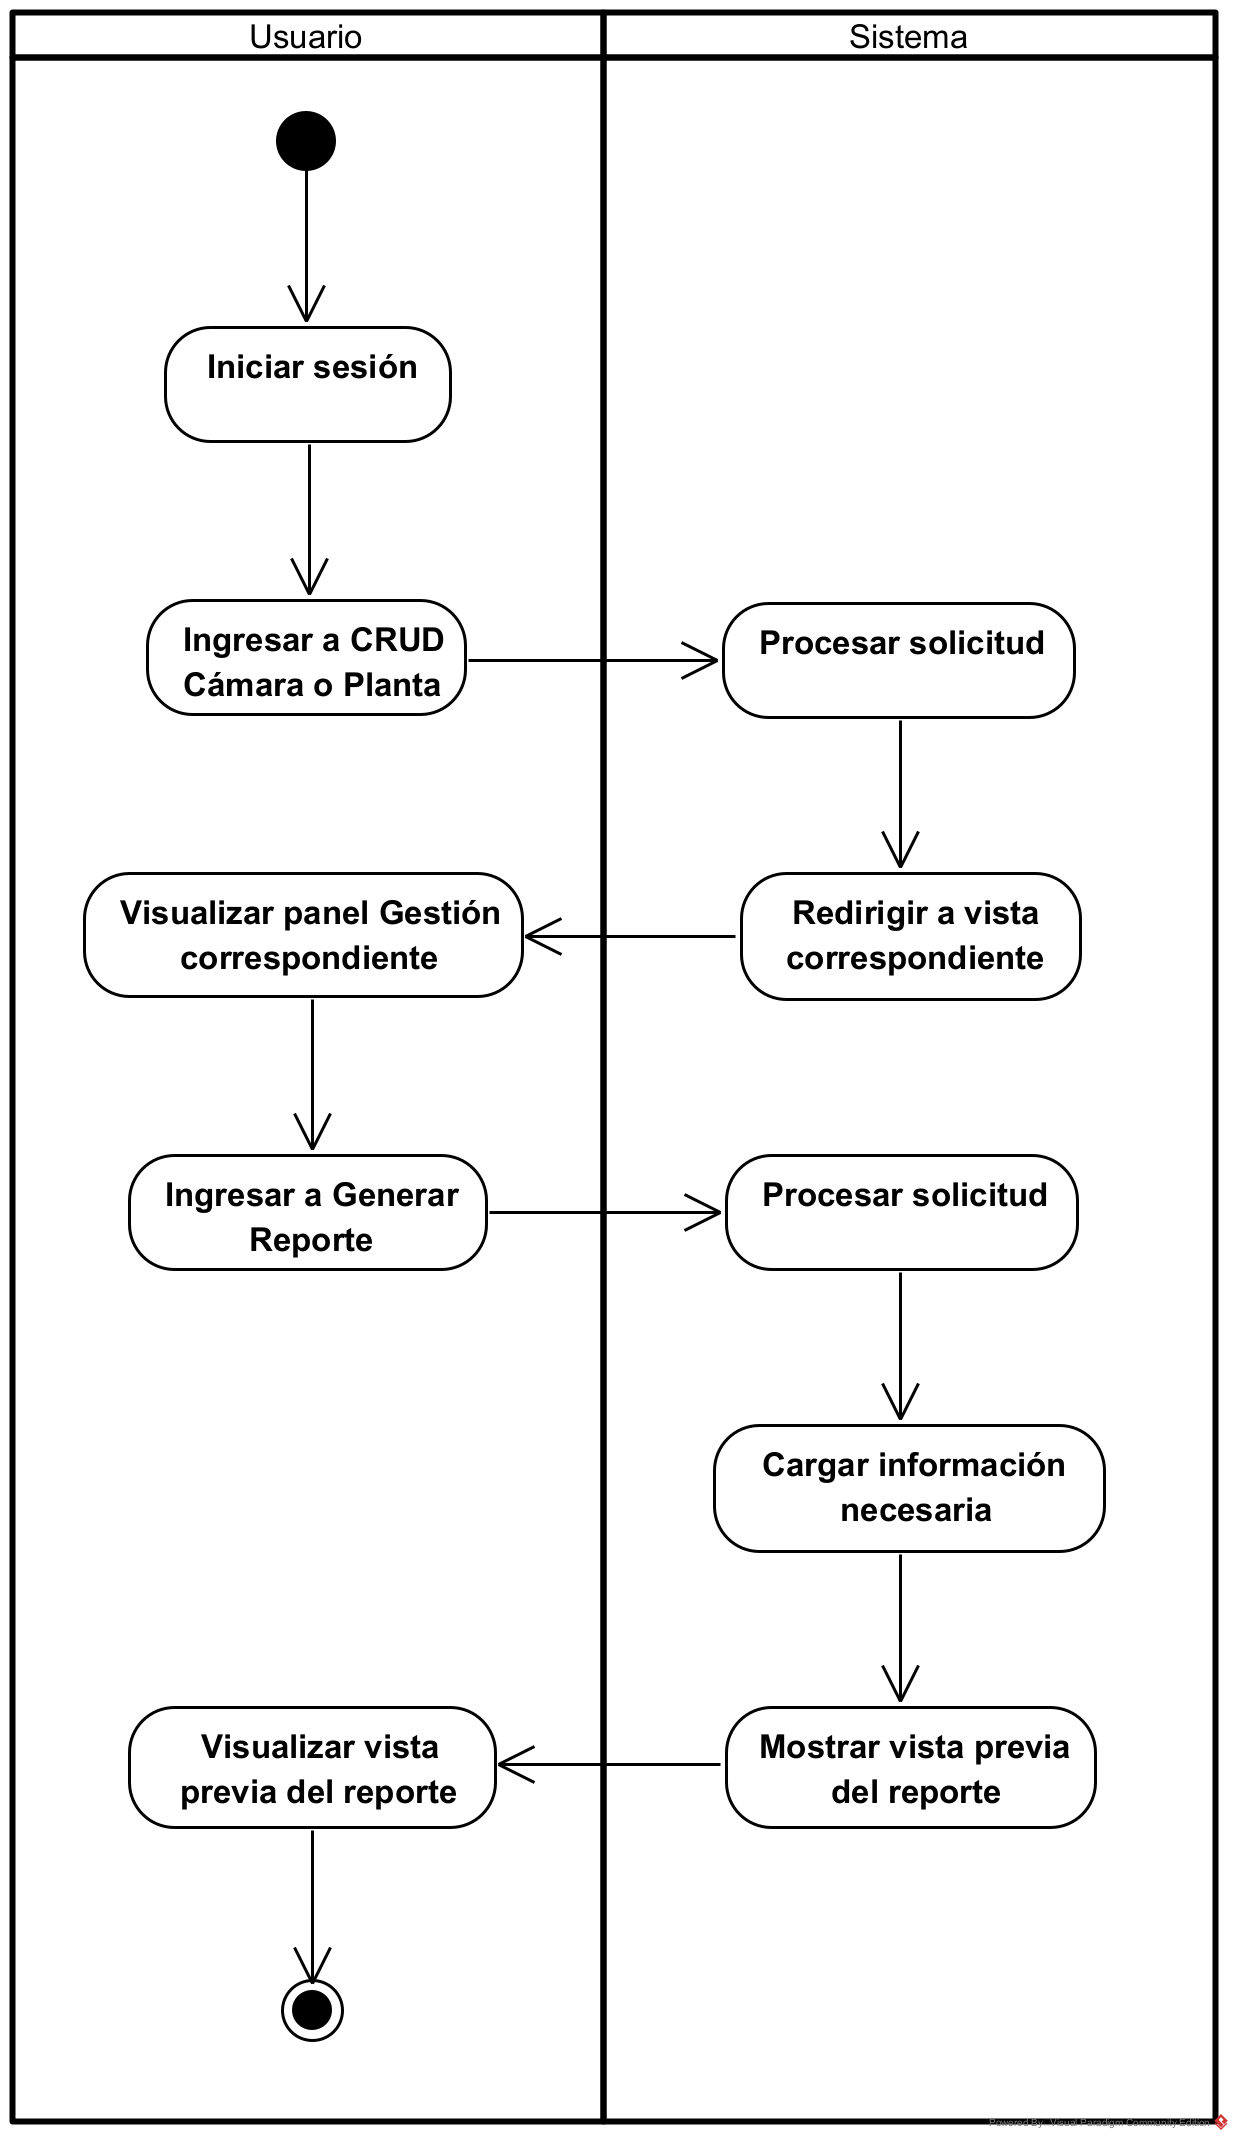 Usuario
Sistema
Iniciar sesión
Ingresar a CRUD
Cámara o Planta
Procesar solicitud
Visualizar panel Gestión
correspondiente
Redirigir a vista
correspondiente
Ingresar a Generar
Reporte
Procesar solicitud
Cargar información
necesaria
Visualizar vista
previa del reporte
Mostrar vista previa
del reporte
Powered By Visual Paradigm Community Edition